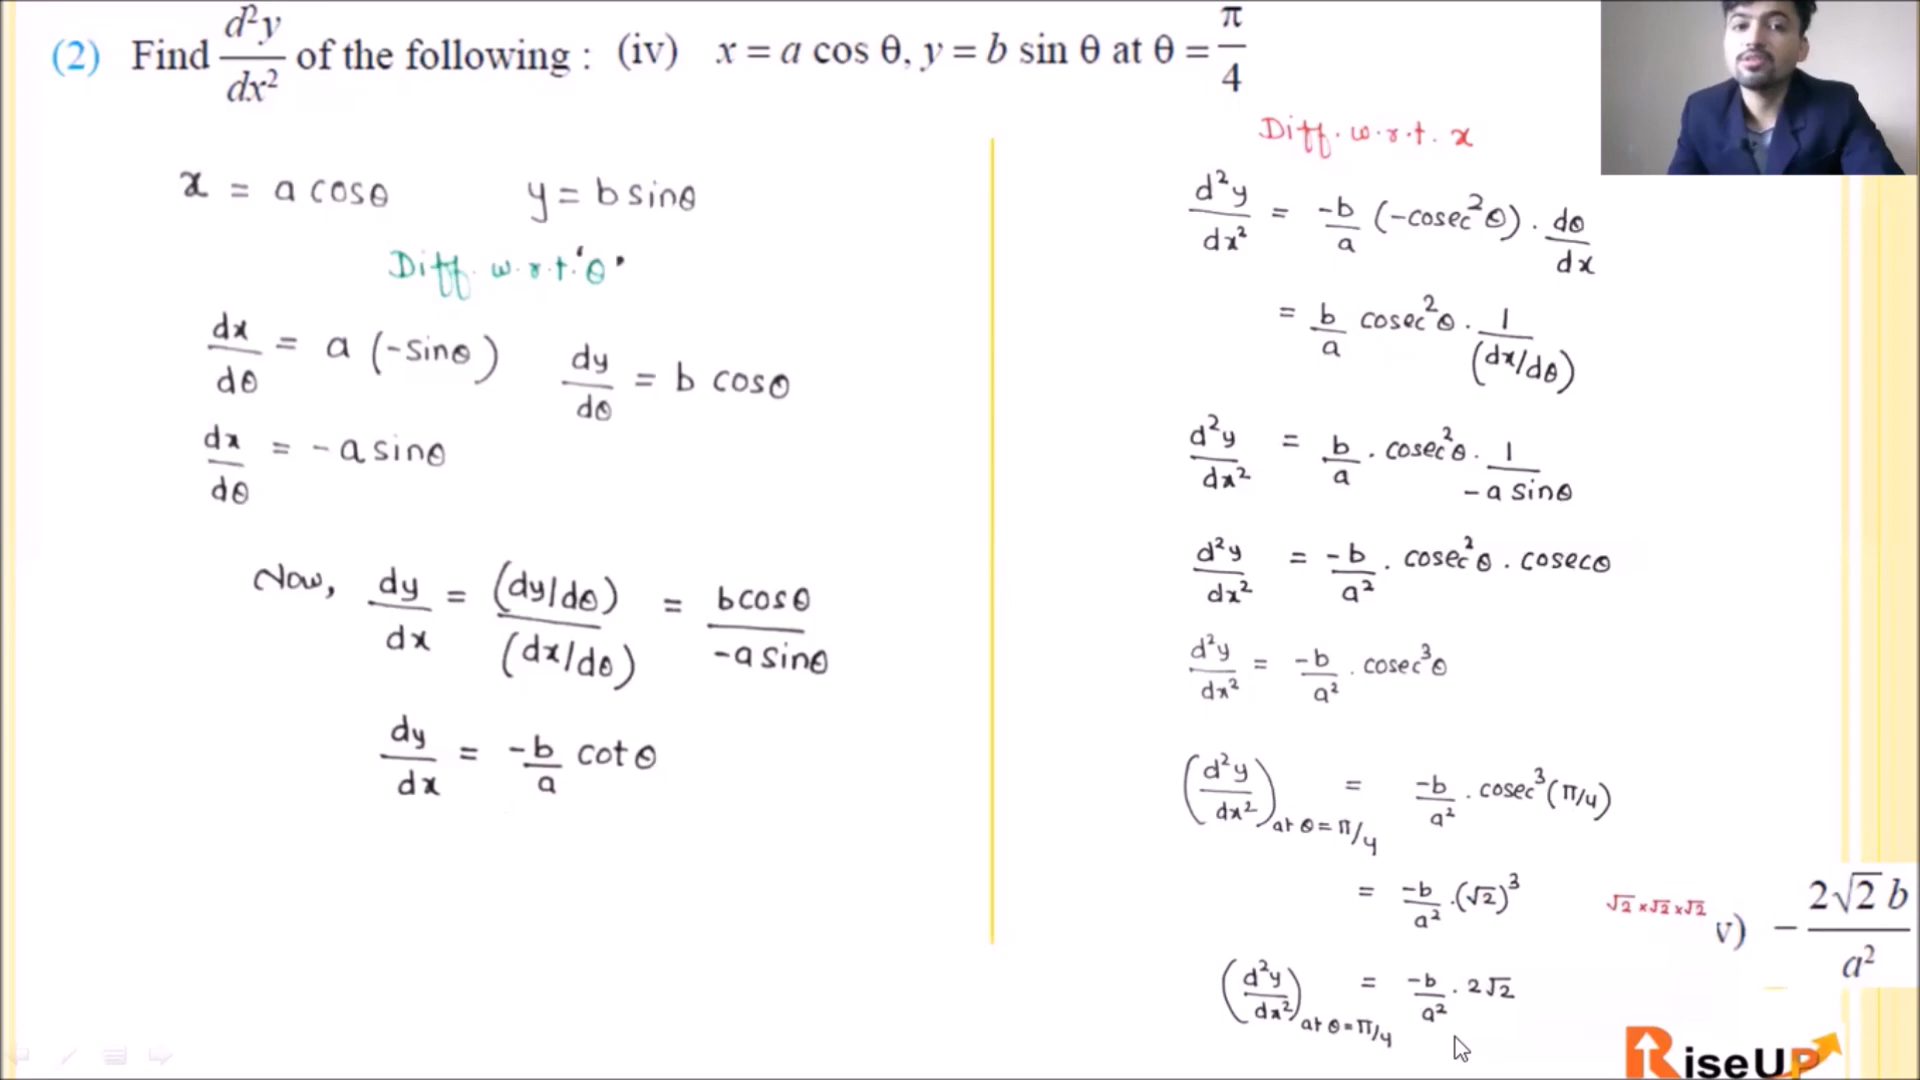 (2) Find d²y/dx² of the following : (iv) x = a cos θ, y = b sin θ at θ = π/4
x = a cosθ y = b sinθ
Diff. w.r.t. 'θ'
dx/dθ = a (-sinθ) dy/dθ = b cosθ
dx/dθ = - a sinθ
Now, dy/dx = (dy/dθ)/(dx/dθ) = bcosθ/-a sinθ
dy/dx = -b/a cot θ
Diff. w.r.t. x
d²y/dx² = -b/a (-cosec²θ) . dθ/dx
= b/a cosec²θ . 1/(dx/dθ)
d²y/dx² = b/a . cosec²θ . 1/-a sinθ
d²y/dx² = -b/a² . cosec²θ . cosecθ
d²y/dx² = -b/a² . cosec³θ
(d²y/dx²) at θ = π/4 = -b/a² . cosec³(π/4)
= -b/a² . (√2)³ √2 × √2 × √2
v) - 2√2 b/a²
(d²y/dx²) at θ = π/4 = -b/a² . 2√2
RiseUP